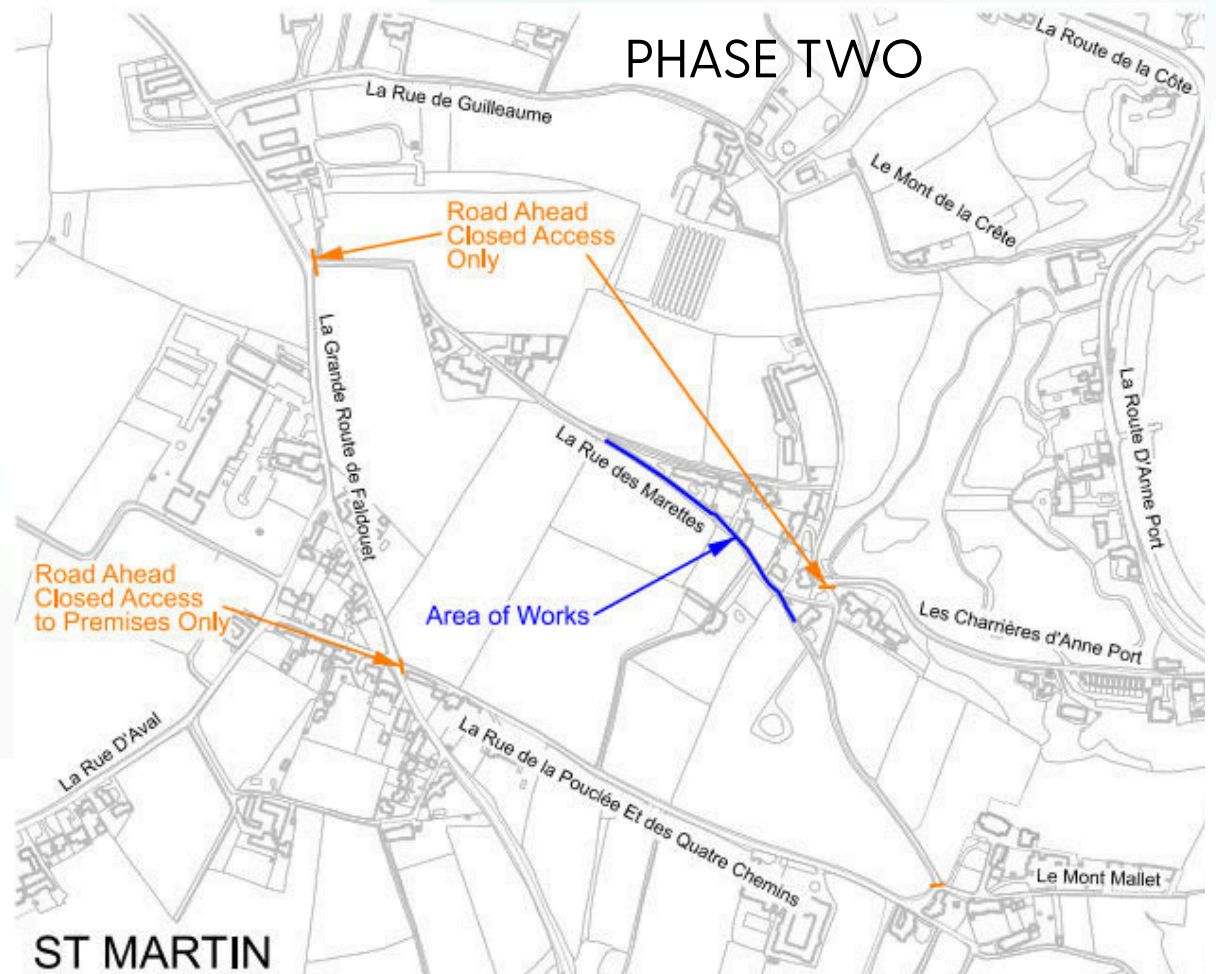 PHASE TWO
La Route de la Côte
La Rue de Guilleaume
Le Mont de la Crête
Road Ahead
Closed Access
Only
La Grande Route de Faldouet
La Route D'Anne Port
La Rue des Marettes
Road Ahead
Closed Access
to Premises Only
Area of Works
Les Charrières d'Anne Port
La Rue D'Aval
La Rue de la Pouclée Et des Quatre Chemins
Le Mont Mallet
ST MARTIN